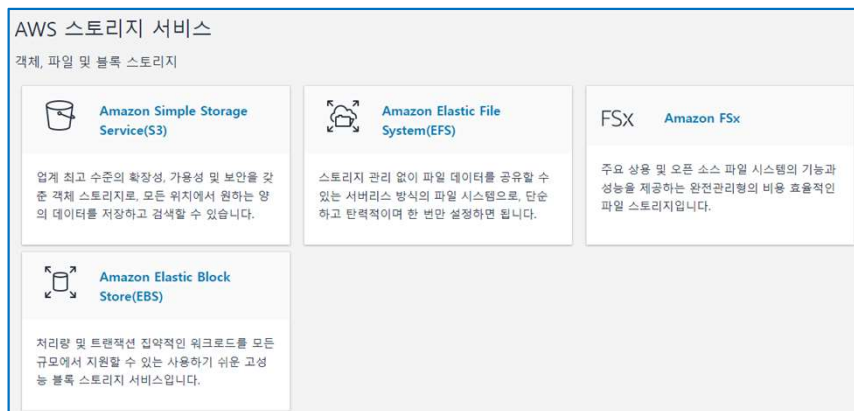 AWS 스토리지 서비스
객체, 파일 및 블록 스토리지
Amazon Simple Storage
Service(S3)
업계 최고 수준의 확장성, 가용성 및 보안을 갖
춘 객체 스토리지로, 모든 위치에서 원하는 양
의 데이터를 저장하고 검색할 수 있습니다.
Amazon Elastic File
System(EFS)
스토리지 관리 없이 파일 데이터를 공유할 수
있는 서버리스 방식의 파일 시스템으로, 단순
하고 탄력적이며 한 번만 설정하면 됩니다.
FSx
Amazon FSx
주요 상용 및 오픈 소스 파일 시스템의 기능과
성능을 제공하는 완전관리형의 비용 효율적인
파일 스토리지입니다.
Amazon Elastic Block
Store(EBS)
처리량 및 트랜잭션 집약적인 워크로드를 모든
규모에서 지원할 수 있는 사용하기 쉬운 고성
능 블록 스토리지 서비스입니다.